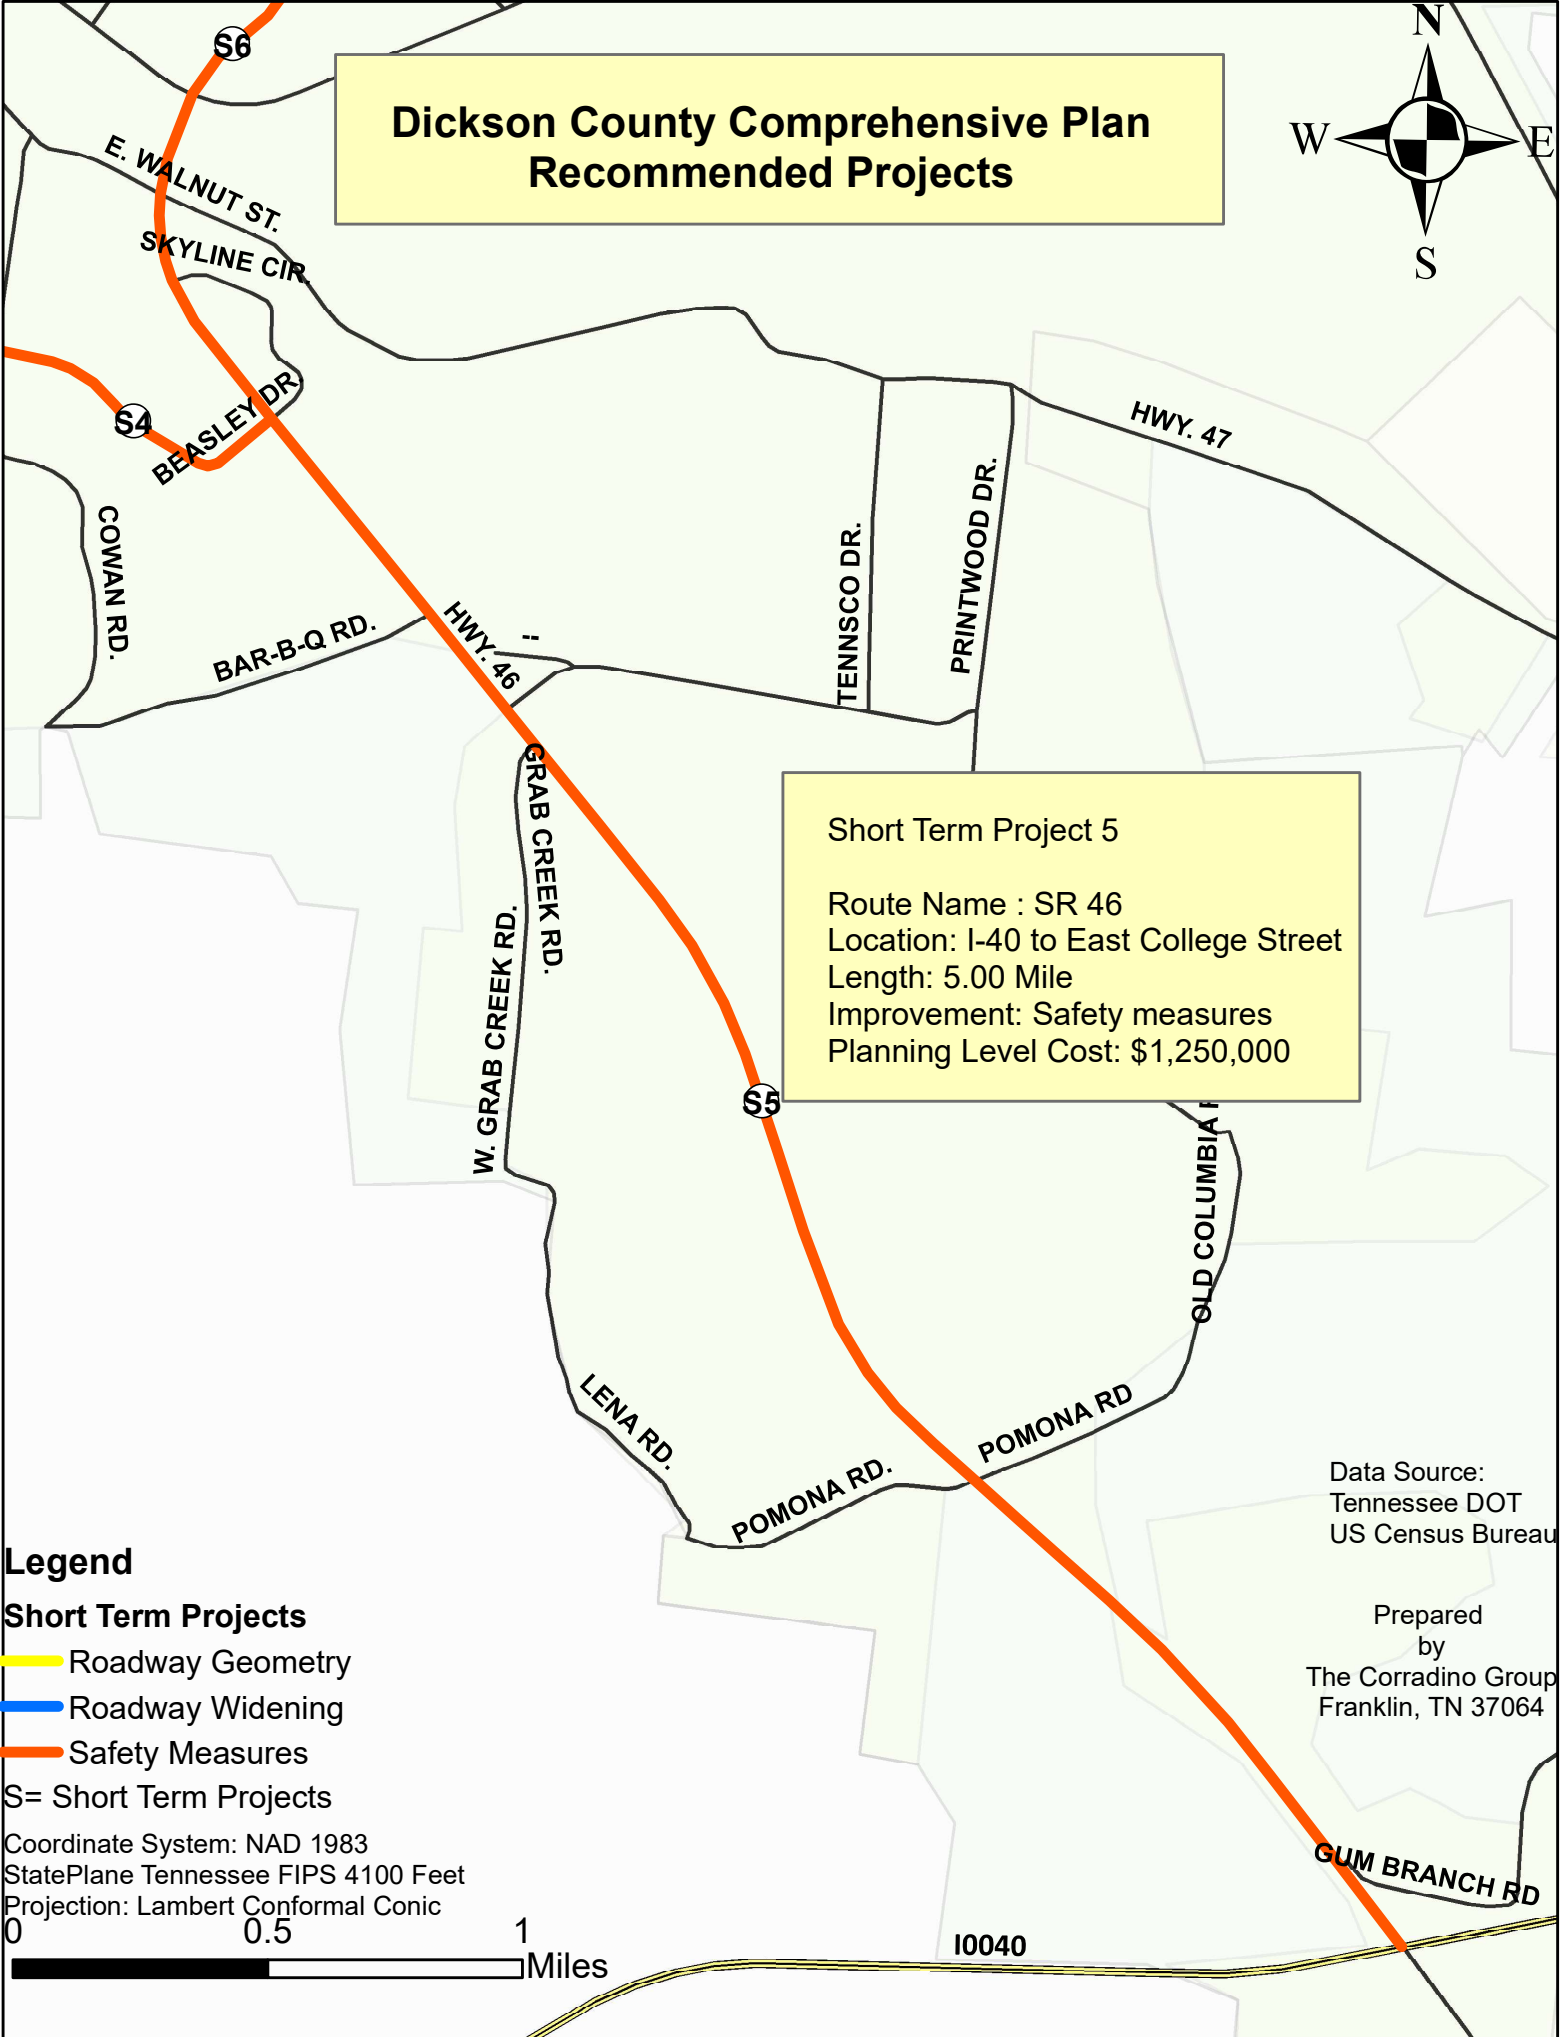 N
S6
Dickson County Comprehensive Plan
Recommended Projects
W
E
S
E. WALNUT ST.
SKYLINE CIR.
S4
BEASLEY DR.
HWY. 47
COWAN RD.
BAR-B-Q RD.
HWY. 46
--
TENNSCO DR.
PRINTWOOD DR.
GRAB CREEK RD.
W. GRAB CREEK RD.
Short Term Project 5
Route Name : SR 46
Location: I-40 to East College Street
Length: 5.00 Mile
Improvement: Safety measures
Planning Level Cost: $1,250,000
S5
OLD COLUMBIA
LENA RD.
POMONA RD.
POMONA RD
Data Source:
Tennessee DOT
US Census Bureau
Prepared
by
The Corradino Group
Franklin, TN 37064
Legend
Short Term Projects
Roadway Geometry
Roadway Widening
Safety Measures
S= Short Term Projects
Coordinate System: NAD 1983
StatePlane Tennessee FIPS 4100 Feet
Projection: Lambert Conformal Conic
0 0.5 1
Miles
GUM BRANCH RD
I0040